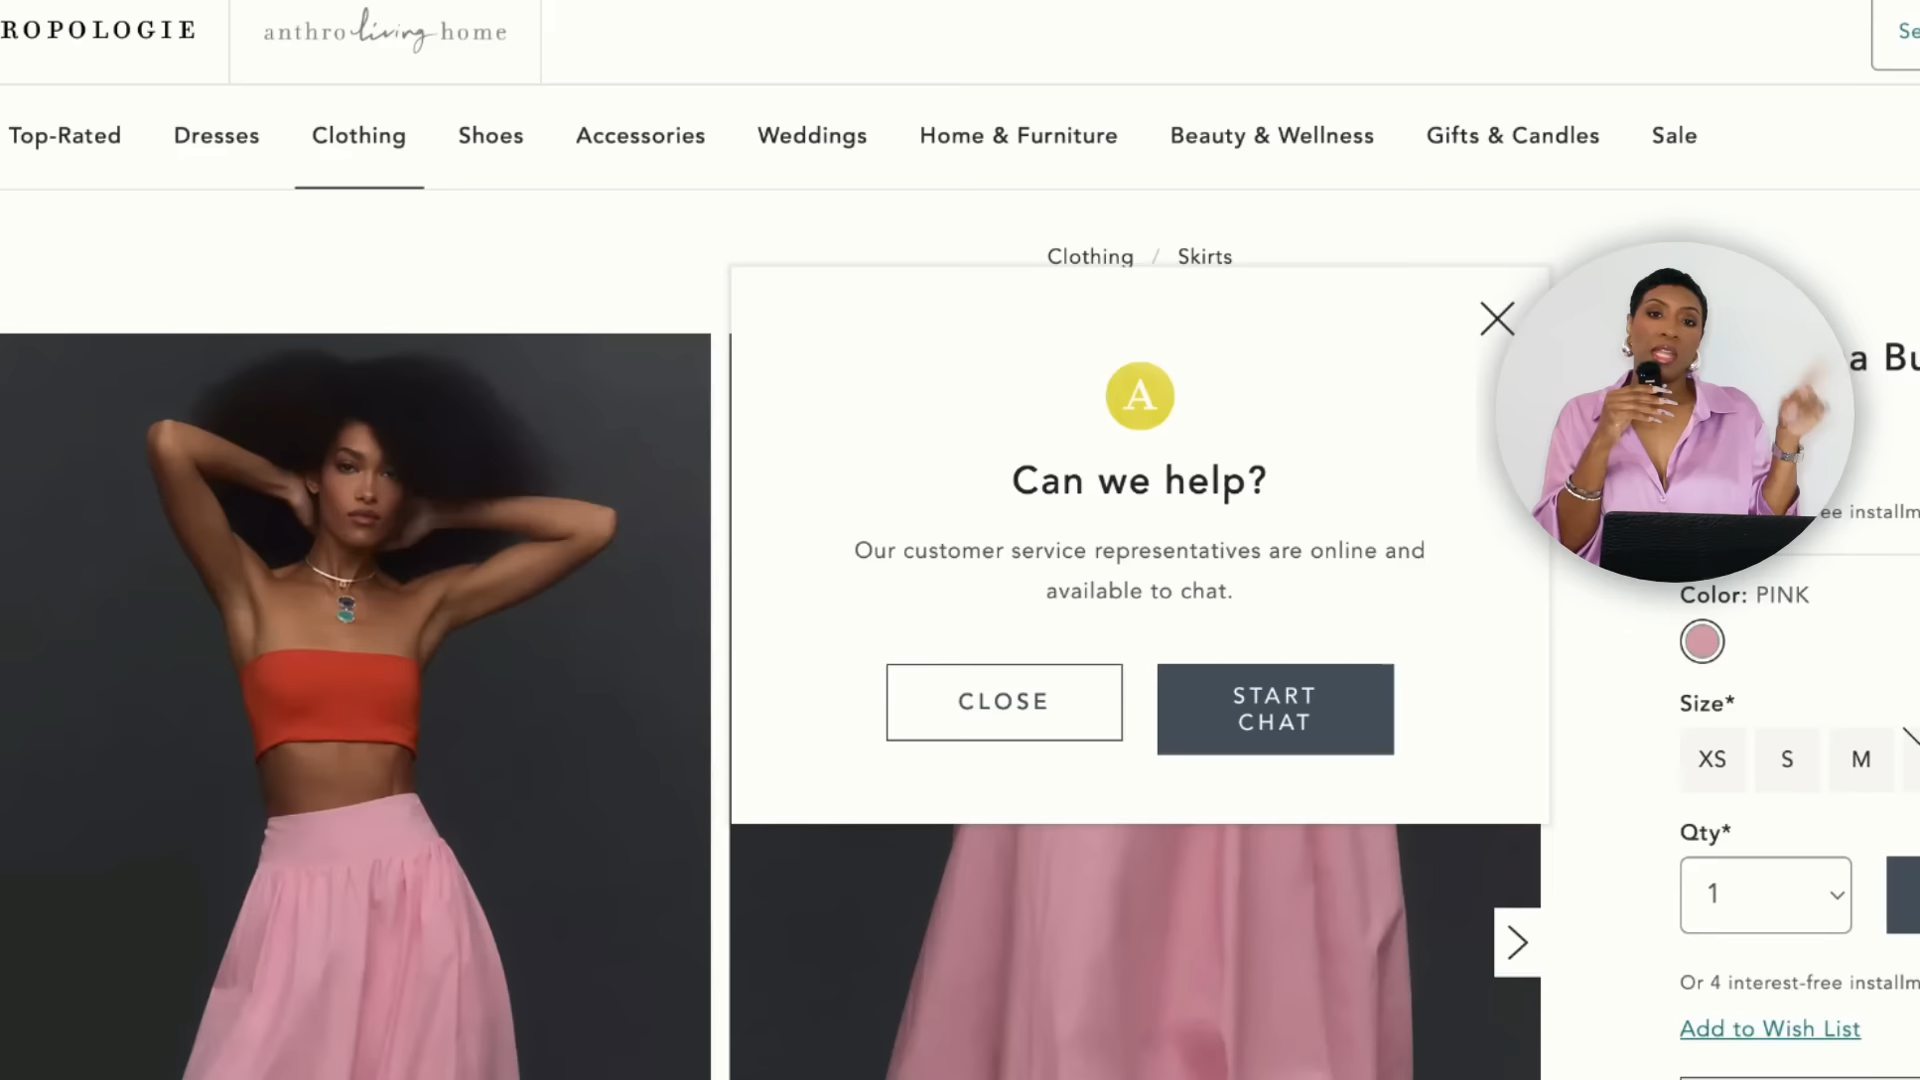 ROPOLOGIE
anthro living home
Se
Top-Rated Dresses Clothing Shoes Accessories Weddings Home & Furniture Beauty & Wellness Gifts & Candles Sale
Clothing / Skirts
a Bu
A
Can we help?
Our customer service representatives are online and
available to chat.
CLOSE
START
CHAT
ee installm
Color: PINK
Size*
XS S M
Qty*
1
Or 4 interest-free installm
Add to Wish List